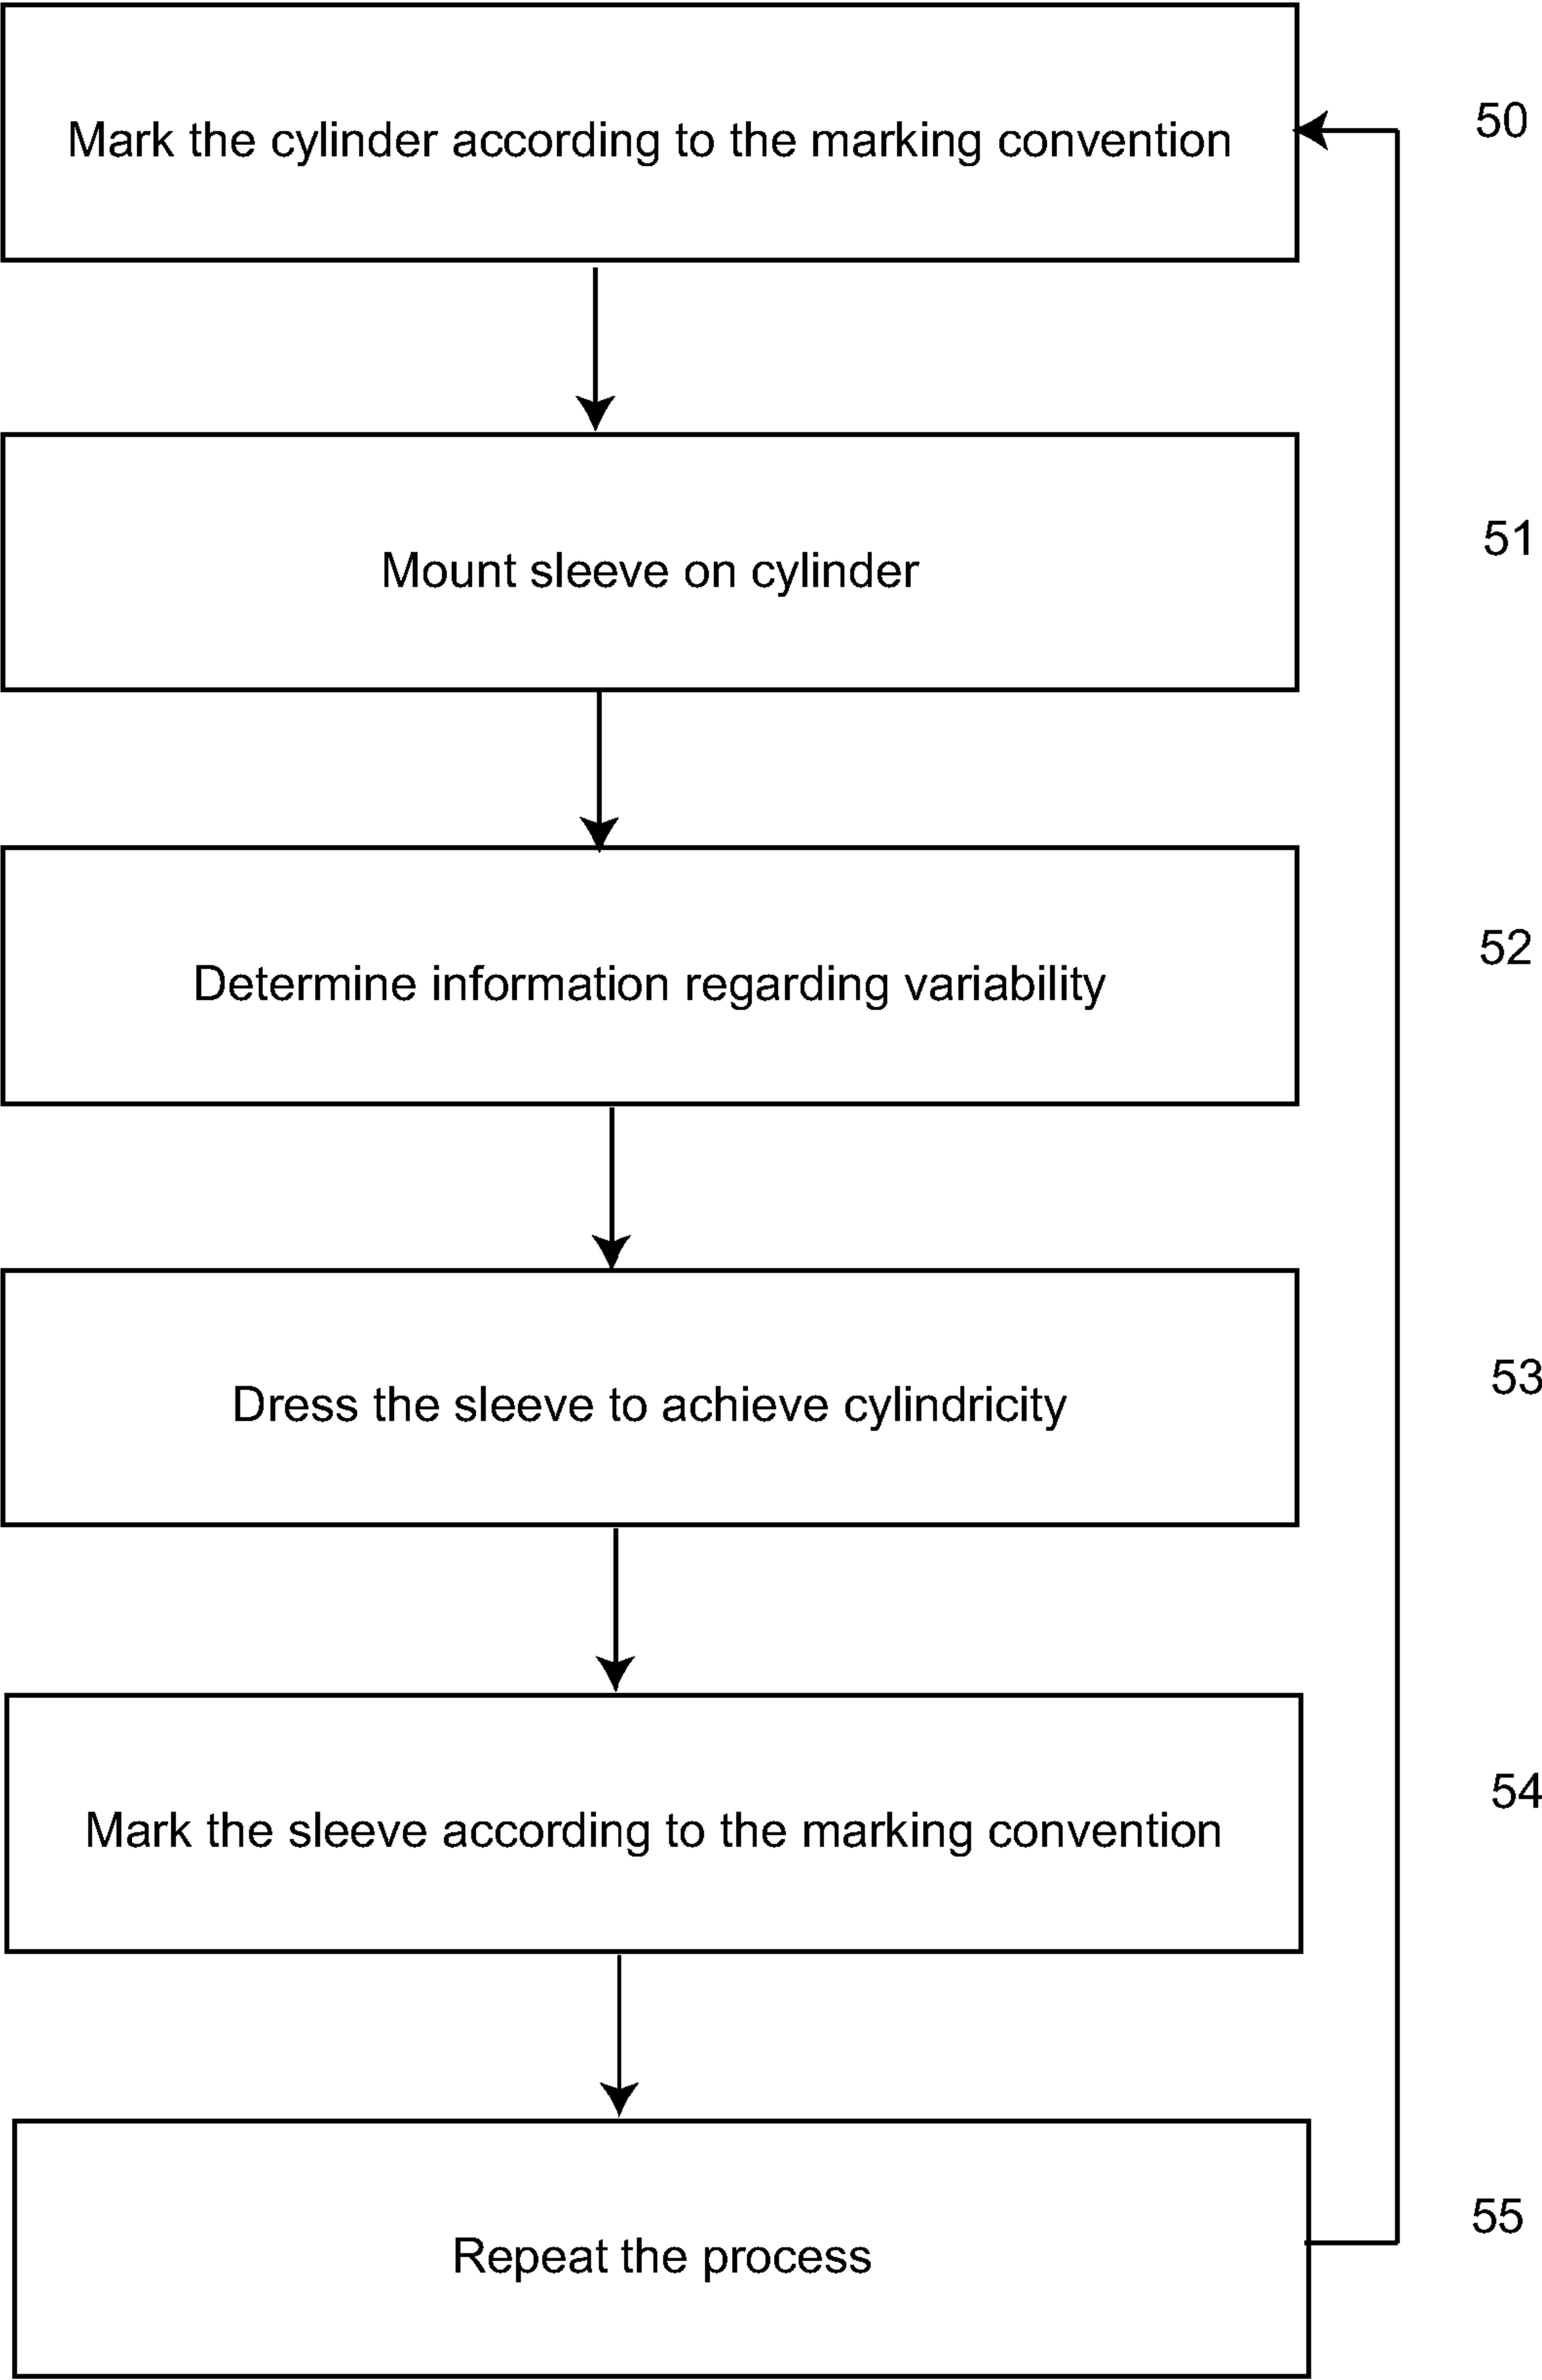 Mark the cylinder according to the marking convention
50
Mount sleeve on cylinder
51
Determine information regarding variability
52
Dress the sleeve to achieve cylindricity
53
Mark the sleeve according to the marking convention
54
Repeat the process
55